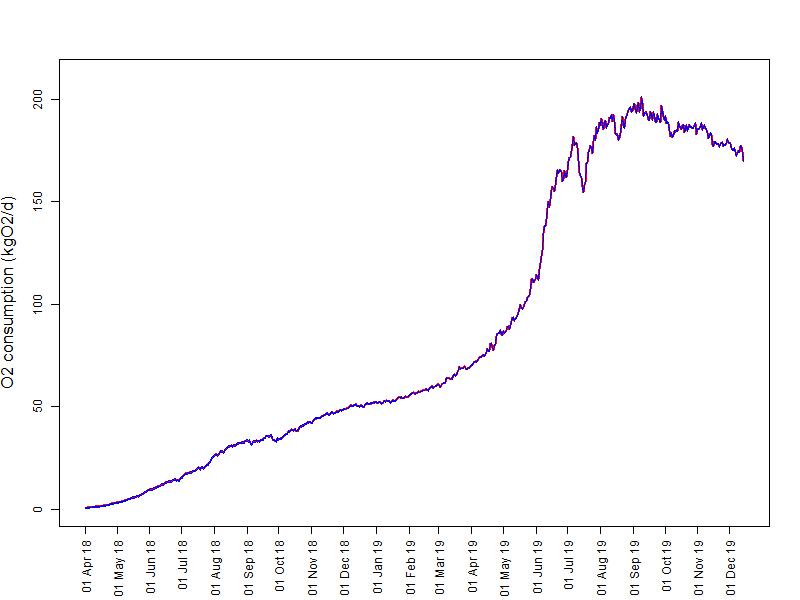 O2 consumption (kgO2/d)
200
150
100
50
0
01 Apr 18
01 May 18
01 Jun 18
01 Jul 18
01 Aug 18
01 Sep 18
01 Oct 18
01 Nov 18
01 Dec 18
01 Jan 19
01 Feb 19
01 Mar 19
01 Apr 19
01 May 19
01 Jun 19
01 Jul 19
01 Aug 19
01 Sep 19
01 Oct 19
01 Nov 19
01 Dec 19